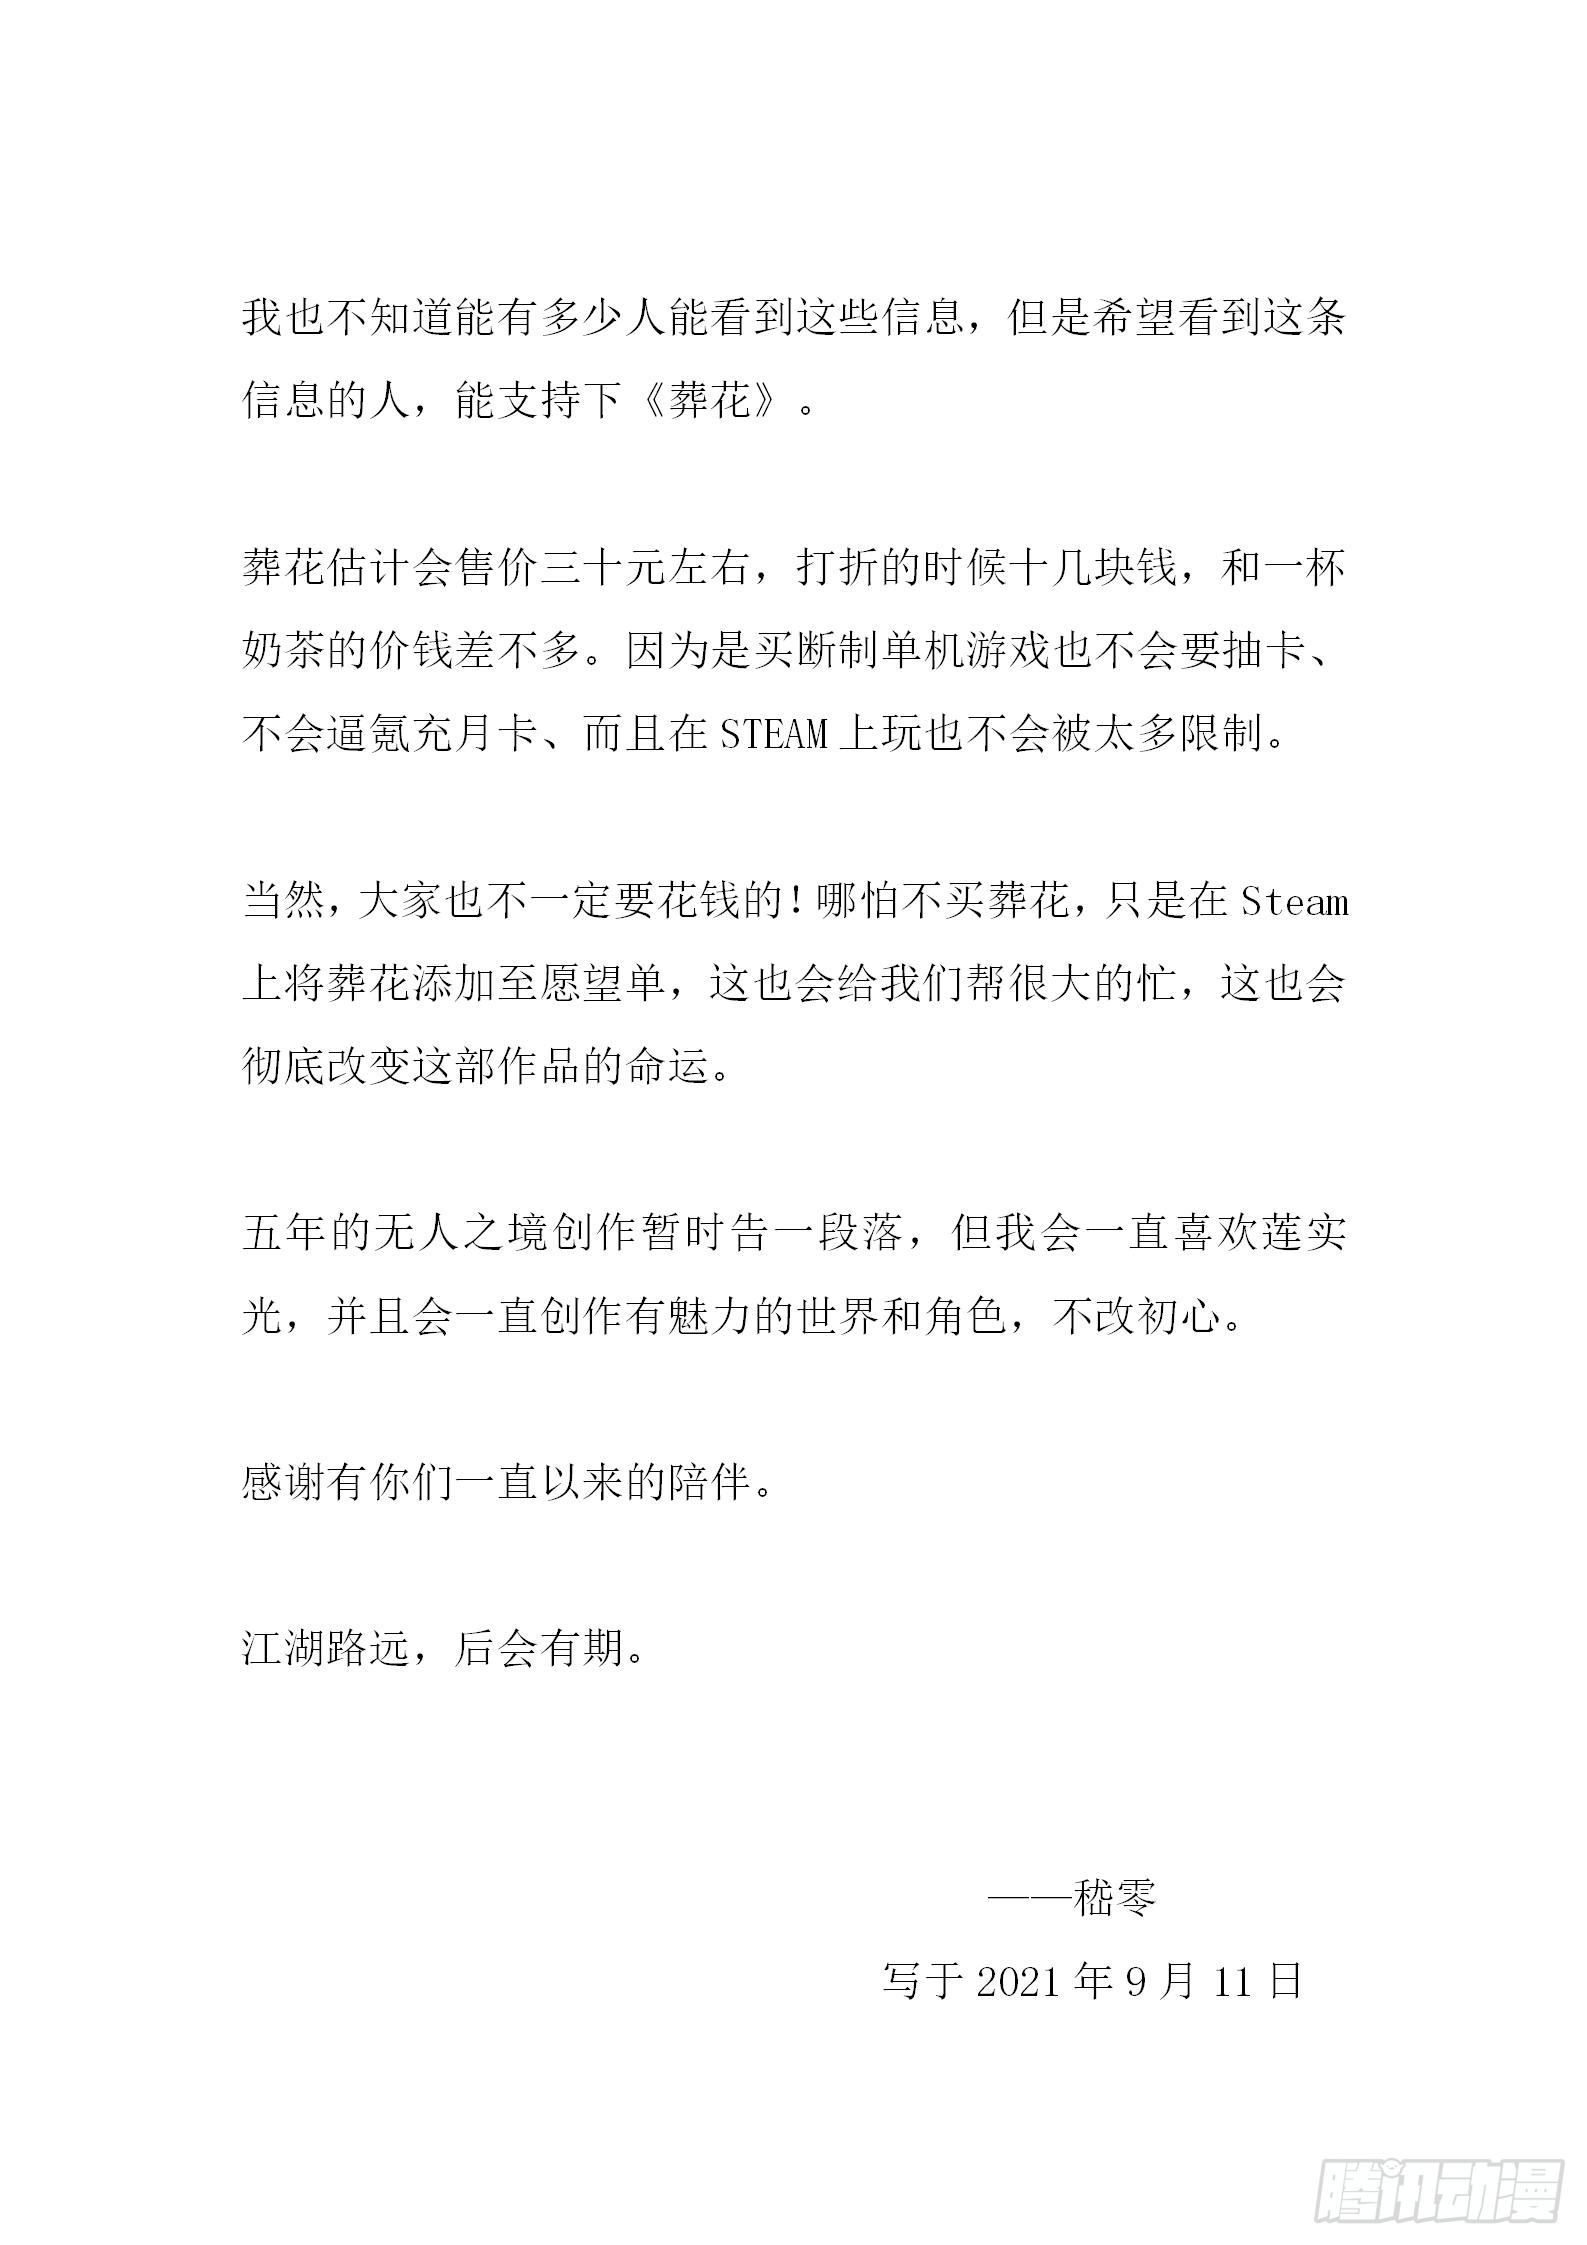 我也不知道能有多少人能看到这些信息，但是希望看到这条
信息的人，能支持下《葬花》。
葬花估计会售价三十元左右，打折的时候十几块钱，和一杯
奶茶的价钱差不多。因为是买断制单机游戏也不会要抽卡、
不会逼氪充月卡、而且在 STEAM 上玩也不会被太多限制。
当然，大家也不一定要花钱的！哪怕不买葬花，只是在 Steam
上将葬花添加至愿望单，这也会给我们帮很大的忙，这也会
彻底改变这部作品的命运。
五年的无人之境创作暂时告一段落，但我会一直喜欢莲实
光，并且会一直创作有魅力的世界和角色，不改初心。
感谢有你们一直以来的陪伴。
江湖路远，后会有期。
——嵇零
写于 2021 年 9 月 11 日
腾讯动漫